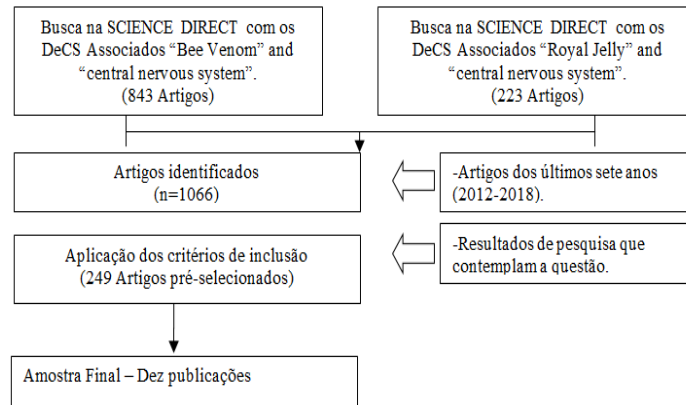 Busca na SCIENCE DIRECT com os
DeCS Associados “Bee Venom” and
“central nervous system”.
(843 Artigos)
Busca na SCIENCE DIRECT com os
DeCS Associados “Royal Jelly” and
“central nervous system”.
(223 Artigos)
Artigos identificados
(n=1066)
-Artigos dos últimos sete anos
(2012-2018).
Aplicação dos critérios de inclusão
(249 Artigos pré-selecionados)
-Resultados de pesquisa que
contemplam a questão.
Amostra Final – Dez publicações